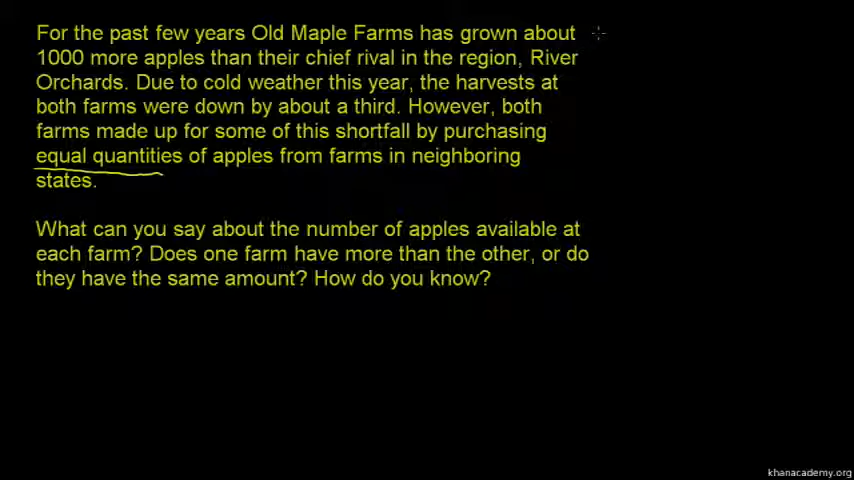 For the past few years Old Maple Farms has grown about
1000 more apples than their chief rival in the region, River
Orchards. Due to cold weather this year, the harvests at
both farms were down by about a third. However, both
farms made up for some of this shortfall by purchasing
equal quantities of apples from farms in neighboring
states.
What can you say about the number of apples available at
each farm? Does one farm have more than the other, or do
they have the same amount? How do you know?
khanacademy.org